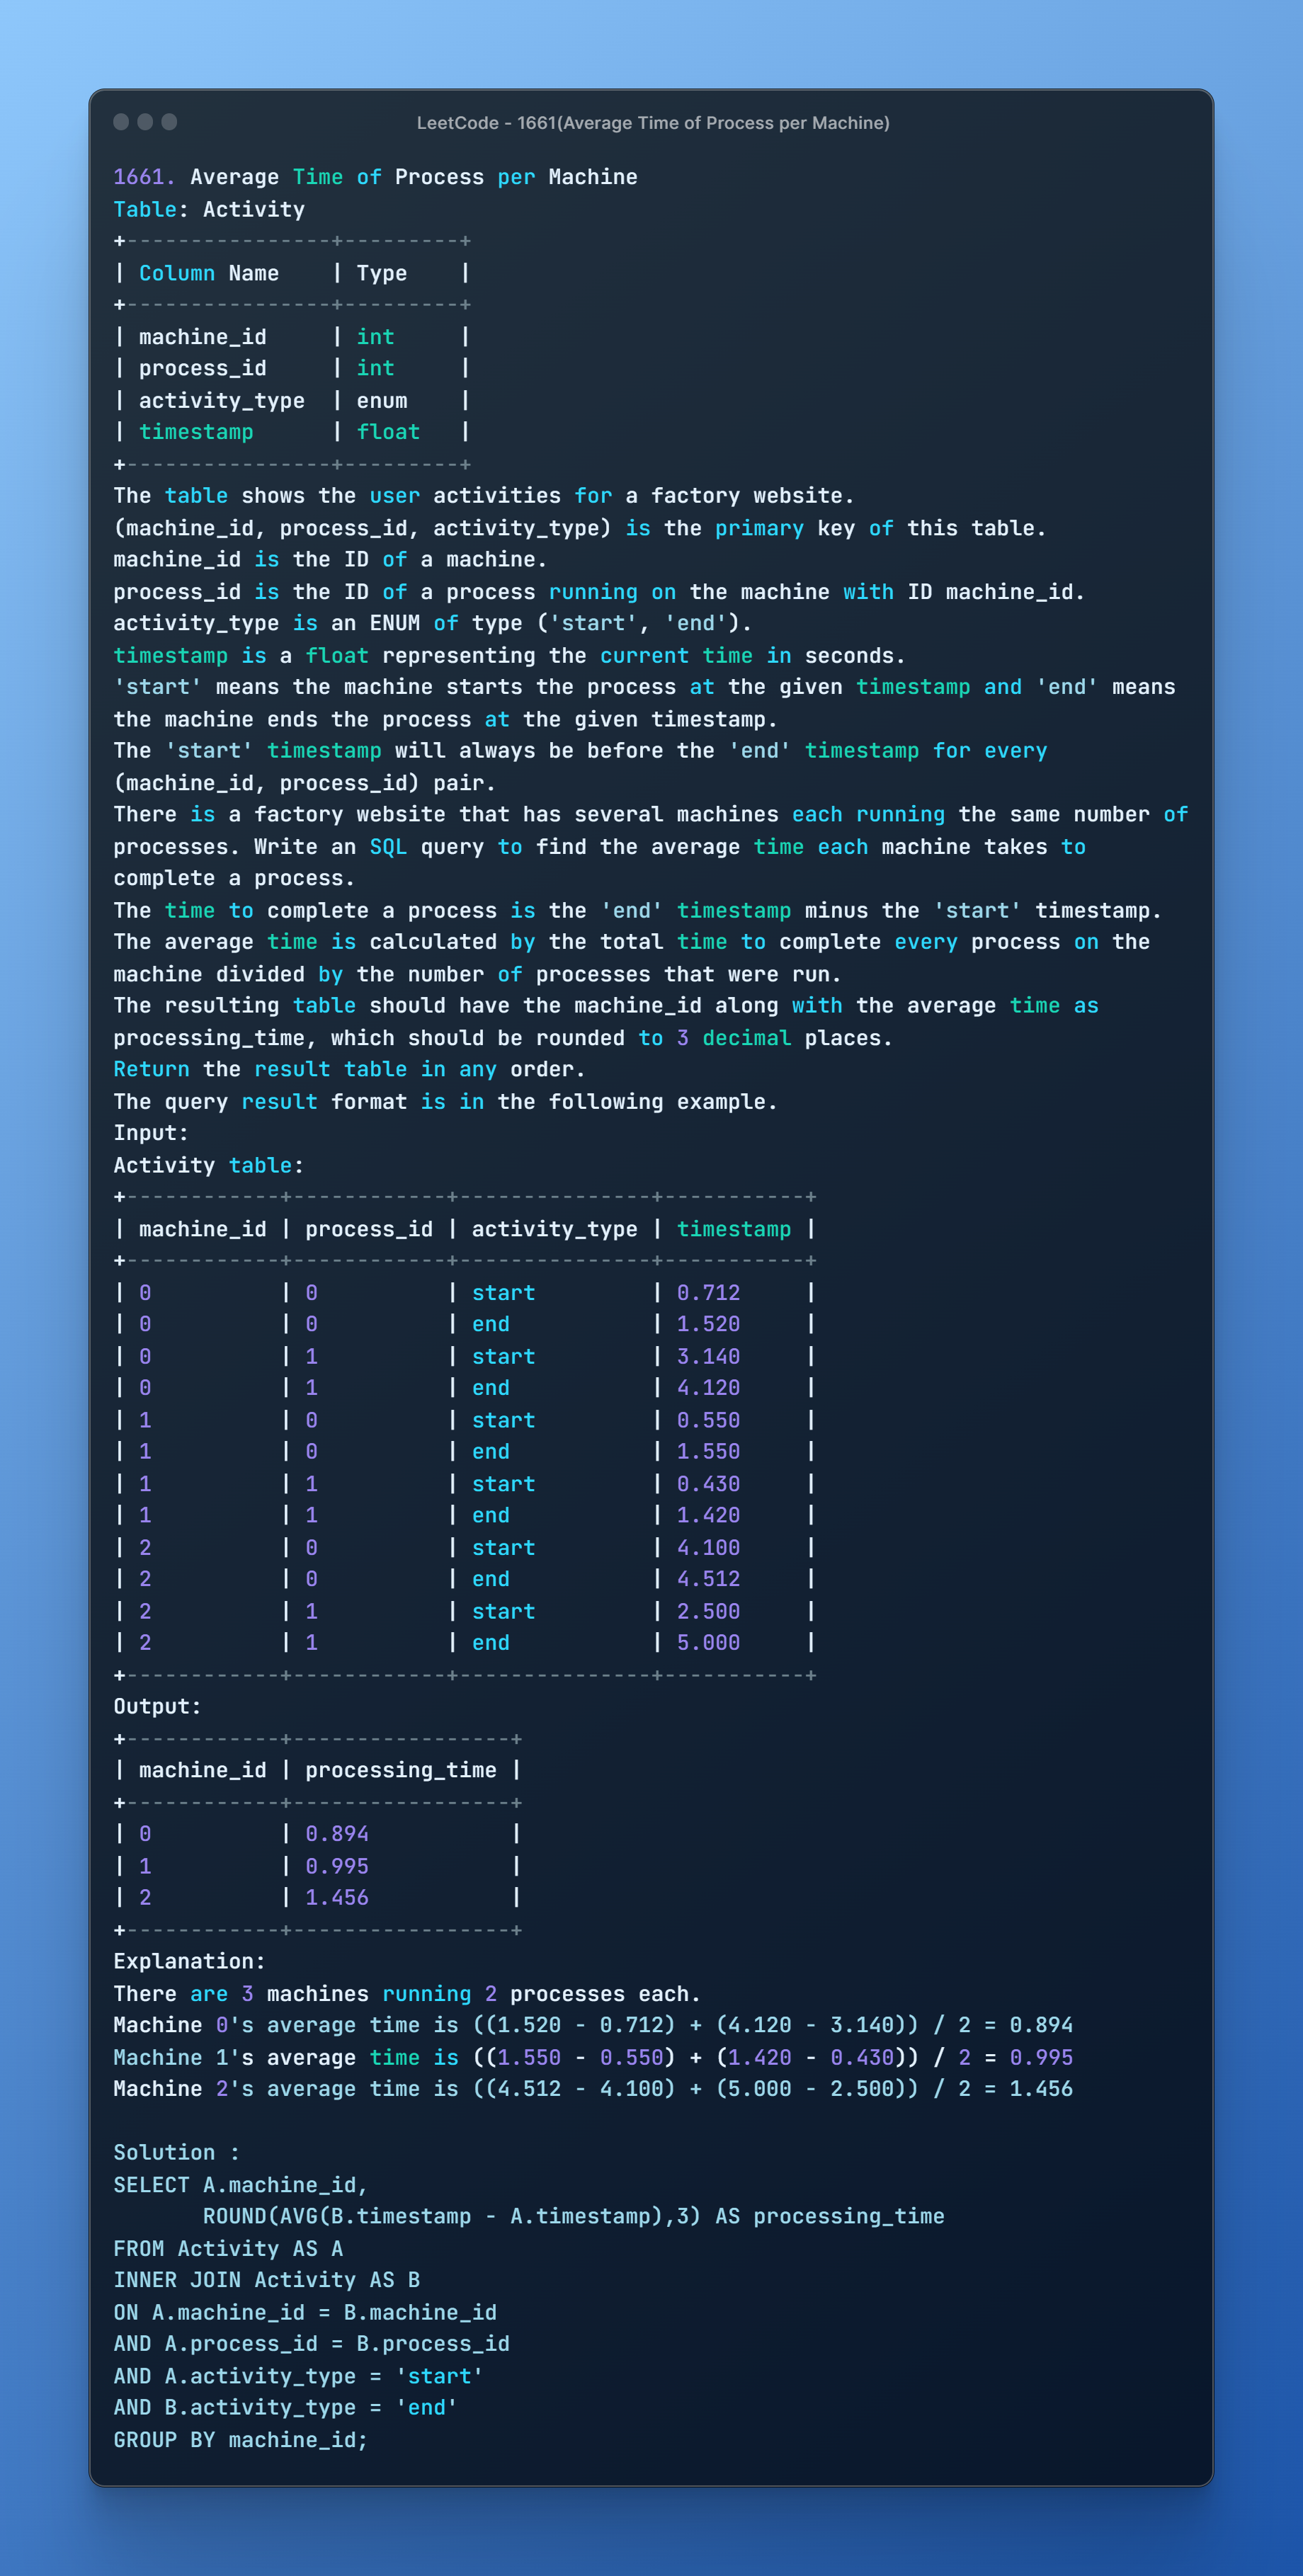 LeetCode - 1661(Average Time of Process per Machine)
1661. Average Time of Process per Machine
Table: Activity
+----------------+---------+
| Column Name    | Type    |
+----------------+---------+
| machine_id     | int     |
| process_id     | int     |
| activity_type  | enum    |
| timestamp      | float   |
+----------------+---------+
The table shows the user activities for a factory website.
(machine_id, process_id, activity_type) is the primary key of this table.
machine_id is the ID of a machine.
process_id is the ID of a process running on the machine with ID machine_id.
activity_type is an ENUM of type ('start', 'end').
timestamp is a float representing the current time in seconds.
'start' means the machine starts the process at the given timestamp and 'end' means
the machine ends the process at the given timestamp.
The 'start' timestamp will always be before the 'end' timestamp for every
(machine_id, process_id) pair.
There is a factory website that has several machines each running the same number of
processes. Write an SQL query to find the average time each machine takes to
complete a process.
The time to complete a process is the 'end' timestamp minus the 'start' timestamp.
The average time is calculated by the total time to complete every process on the
machine divided by the number of processes that were run.
The resulting table should have the machine_id along with the average time as
processing_time, which should be rounded to 3 decimal places.
Return the result table in any order.
The query result format is in the following example.
Input:
Activity table:
+------------+------------+---------------+-----------+
| machine_id | process_id | activity_type | timestamp |
+------------+------------+---------------+-----------+
| 0          | 0          | start         | 0.712     |
| 0          | 0          | end           | 1.520     |
| 0          | 1          | start         | 3.140     |
| 0          | 1          | end           | 4.120     |
| 1          | 0          | start         | 0.550     |
| 1          | 0          | end           | 1.550     |
| 1          | 1          | start         | 0.430     |
| 1          | 1          | end           | 1.420     |
| 2          | 0          | start         | 4.100     |
| 2          | 0          | end           | 4.512     |
| 2          | 1          | start         | 2.500     |
| 2          | 1          | end           | 5.000     |
+------------+------------+---------------+-----------+
Output:
+------------+-----------------+
| machine_id | processing_time |
+------------+-----------------+
| 0          | 0.894           |
| 1          | 0.995           |
| 2          | 1.456           |
+------------+-----------------+
Explanation:
There are 3 machines running 2 processes each.
Machine 0's average time is ((1.520 - 0.712) + (4.120 - 3.140)) / 2 = 0.894
Machine 1's average time is ((1.550 - 0.550) + (1.420 - 0.430)) / 2 = 0.995
Machine 2's average time is ((4.512 - 4.100) + (5.000 - 2.500)) / 2 = 1.456
Solution :
SELECT A.machine_id,
       ROUND(AVG(B.timestamp - A.timestamp),3) AS processing_time
FROM Activity AS A
INNER JOIN Activity AS B
ON A.machine_id = B.machine_id
AND A.process_id = B.process_id
AND A.activity_type = 'start'
AND B.activity_type = 'end'
GROUP BY machine_id;